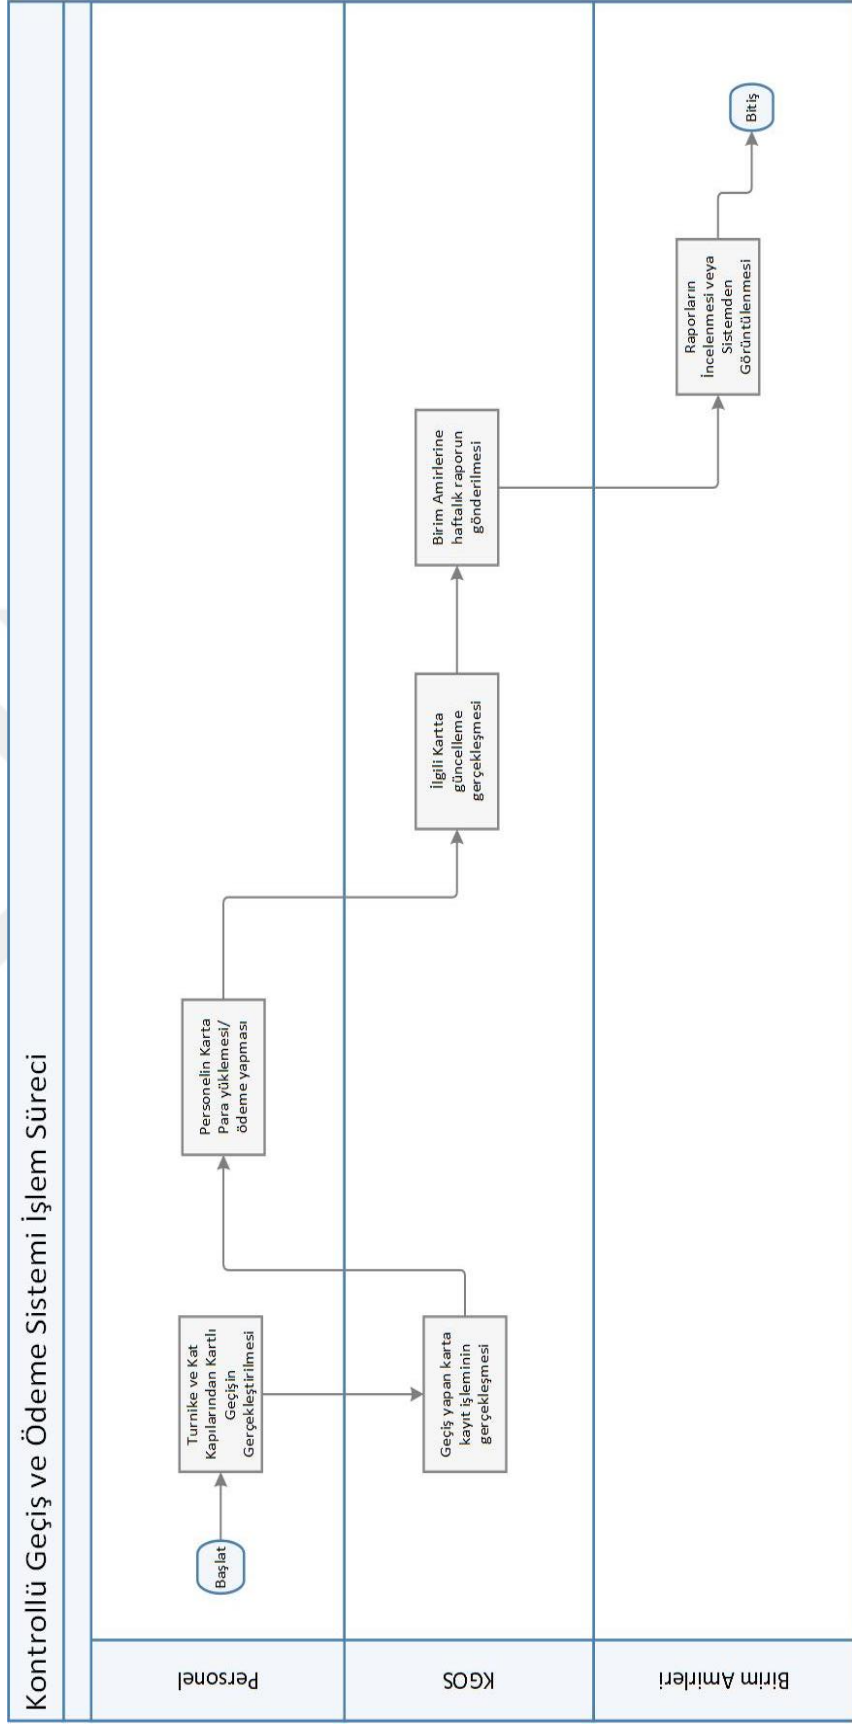 Kontrollü Geçiş ve Ödeme Sistemi İşlem Süreci
Personel
Başlat
Turnike ve Kat
Kapılarından Kartlı
Geçişin
Gerçekleştirilmesi
Personelin Karta
Para yüklemesi/
ödeme yapması
KGOS
Geçiş yapan karta
kayıt işleminin
gerçekleşmesi
İlgili Kartta
güncelleme
gerçekleşmesi
Birim Amirlerine
haftalık raporun
gönderilmesi
Birim Amirleri
Raporların
İncelenmesi veya
Sistemden
Görüntülenmesi
Bitiş